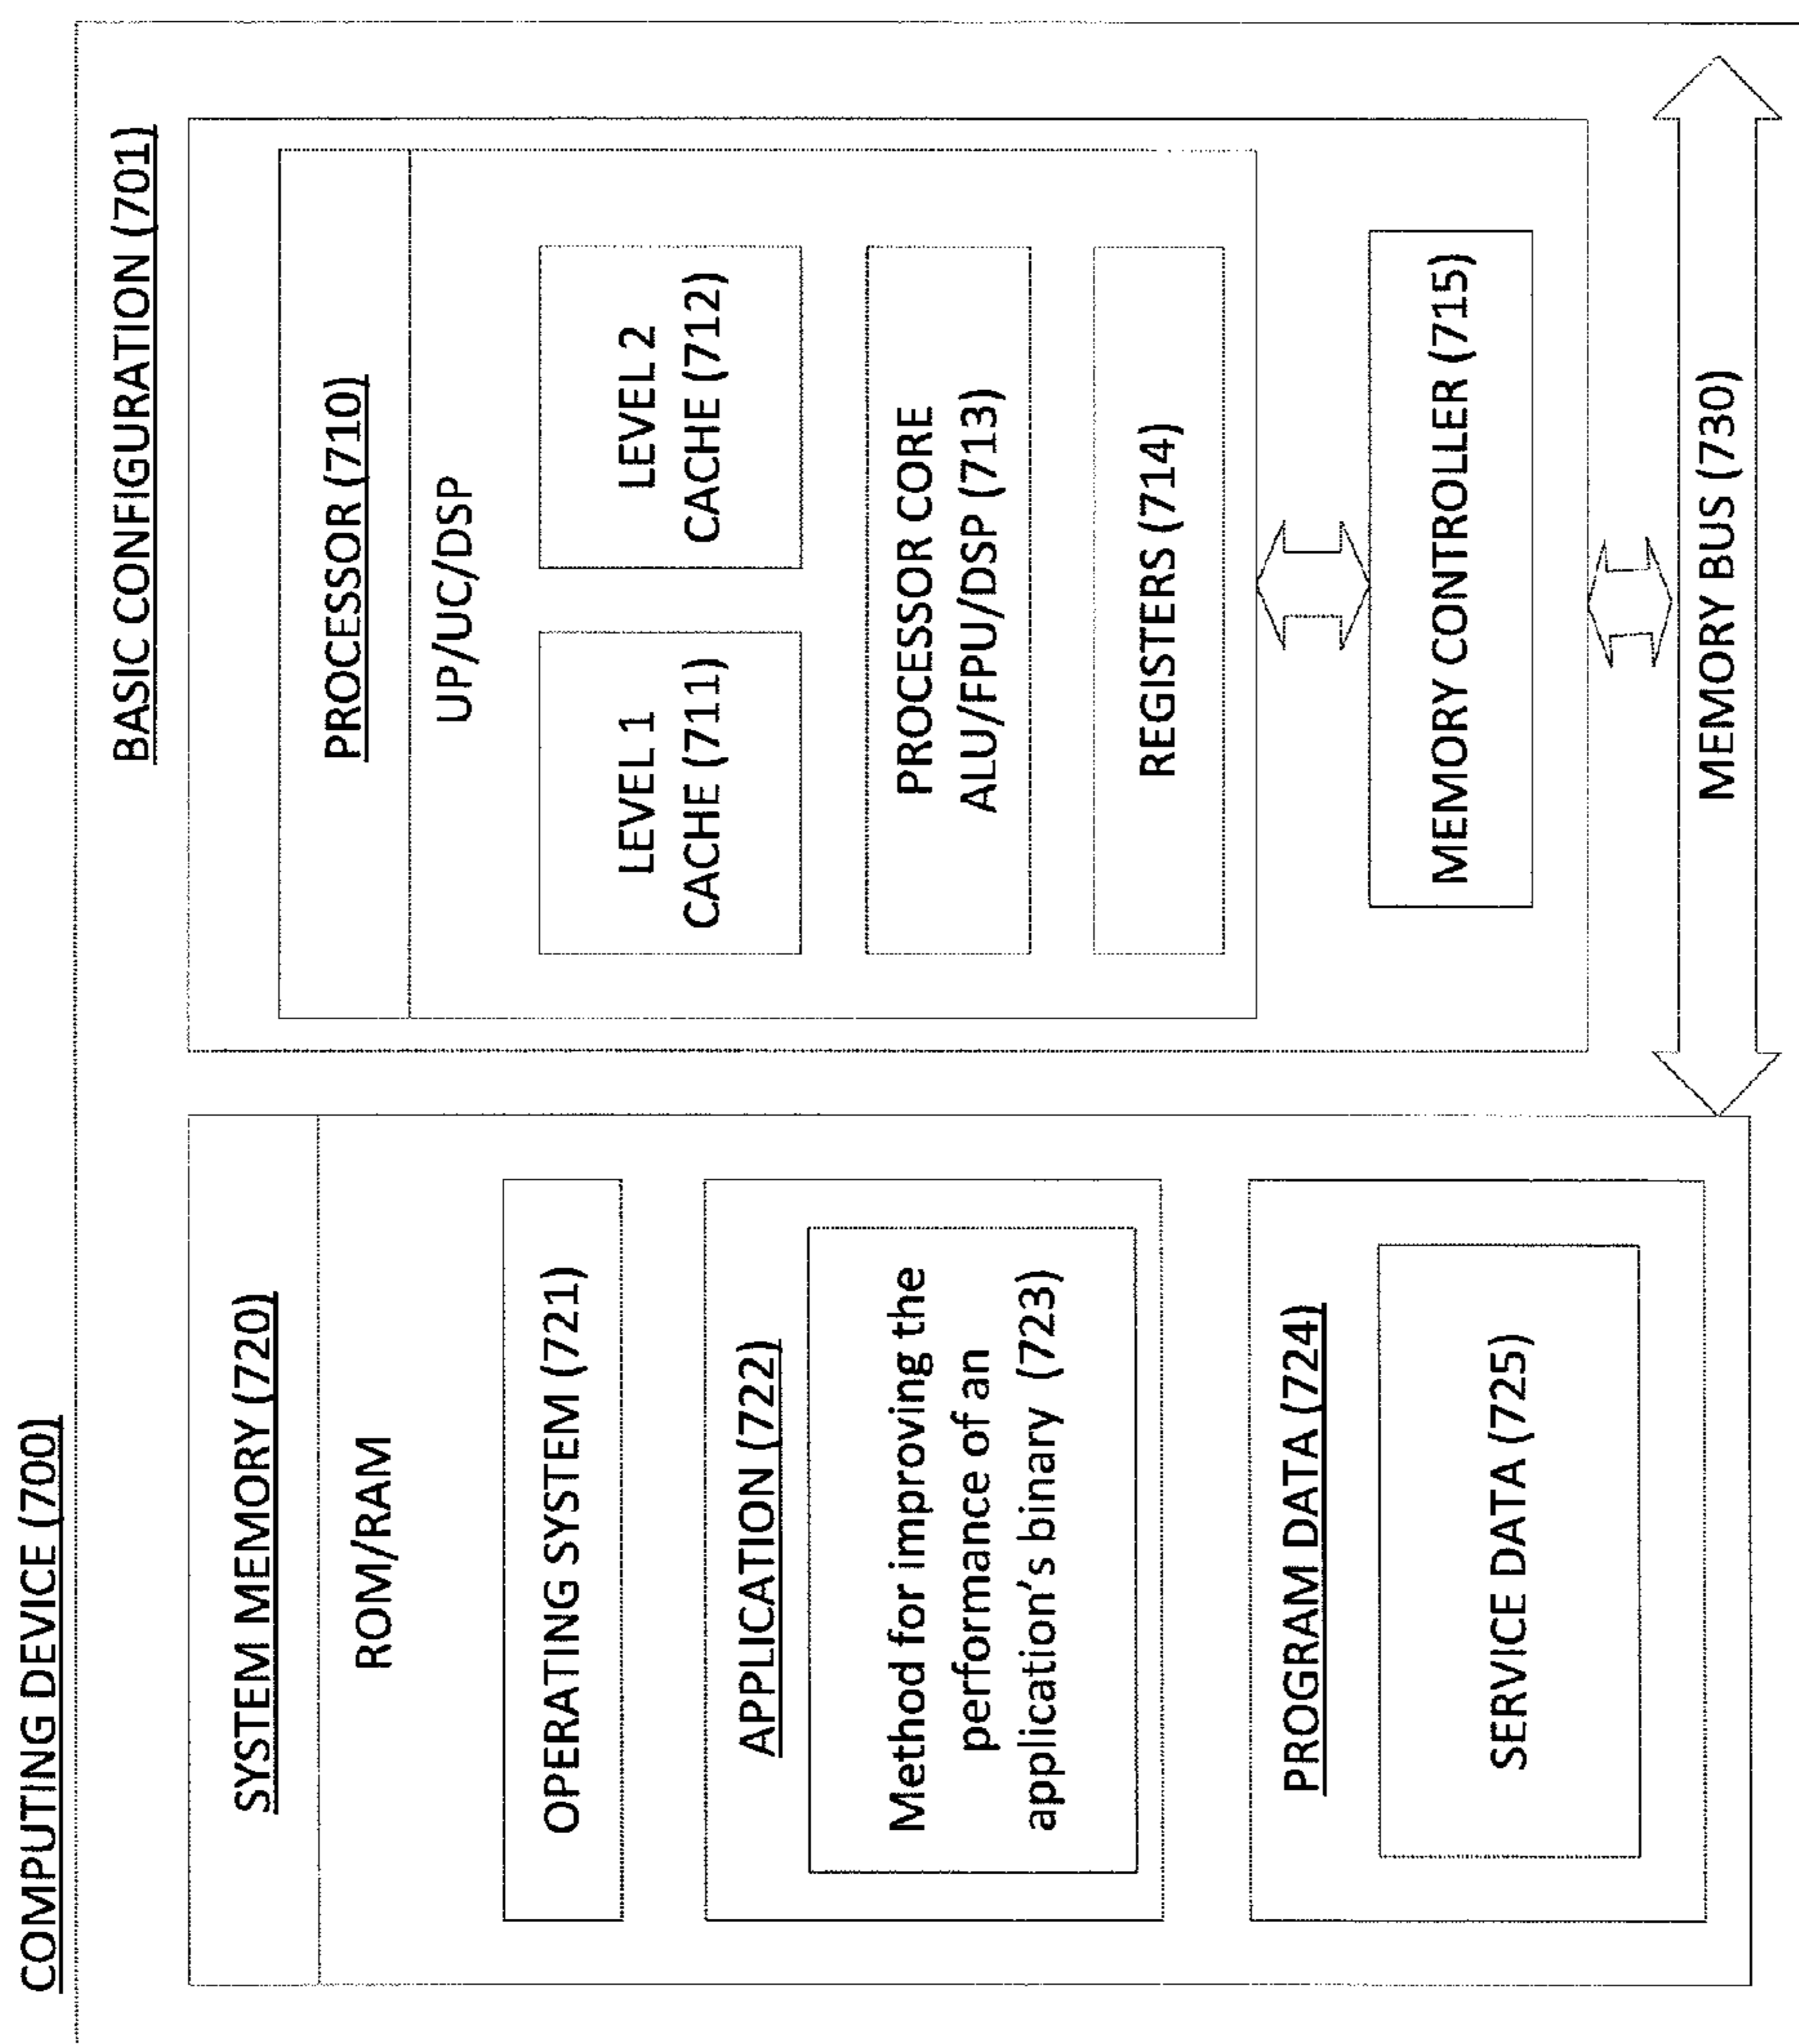 COMPUTING DEVICE (700)
SYSTEM MEMORY (720)
ROM/RAM
OPERATING SYSTEM (721)
APPLICATION (722)
Method for improving the
performance of an
application's binary (723)
PROGRAM DATA (724)
SERVICE DATA (725)
BASIC CONFIGURATION (701)
PROCESSOR (710)
UP/UC/DSP
LEVEL 1
CACHE (711)
LEVEL 2
CACHE (712)
PROCESSOR CORE
ALU/FPU/DSP (713)
REGISTERS (714)
MEMORY CONTROLLER (715)
MEMORY BUS (730)